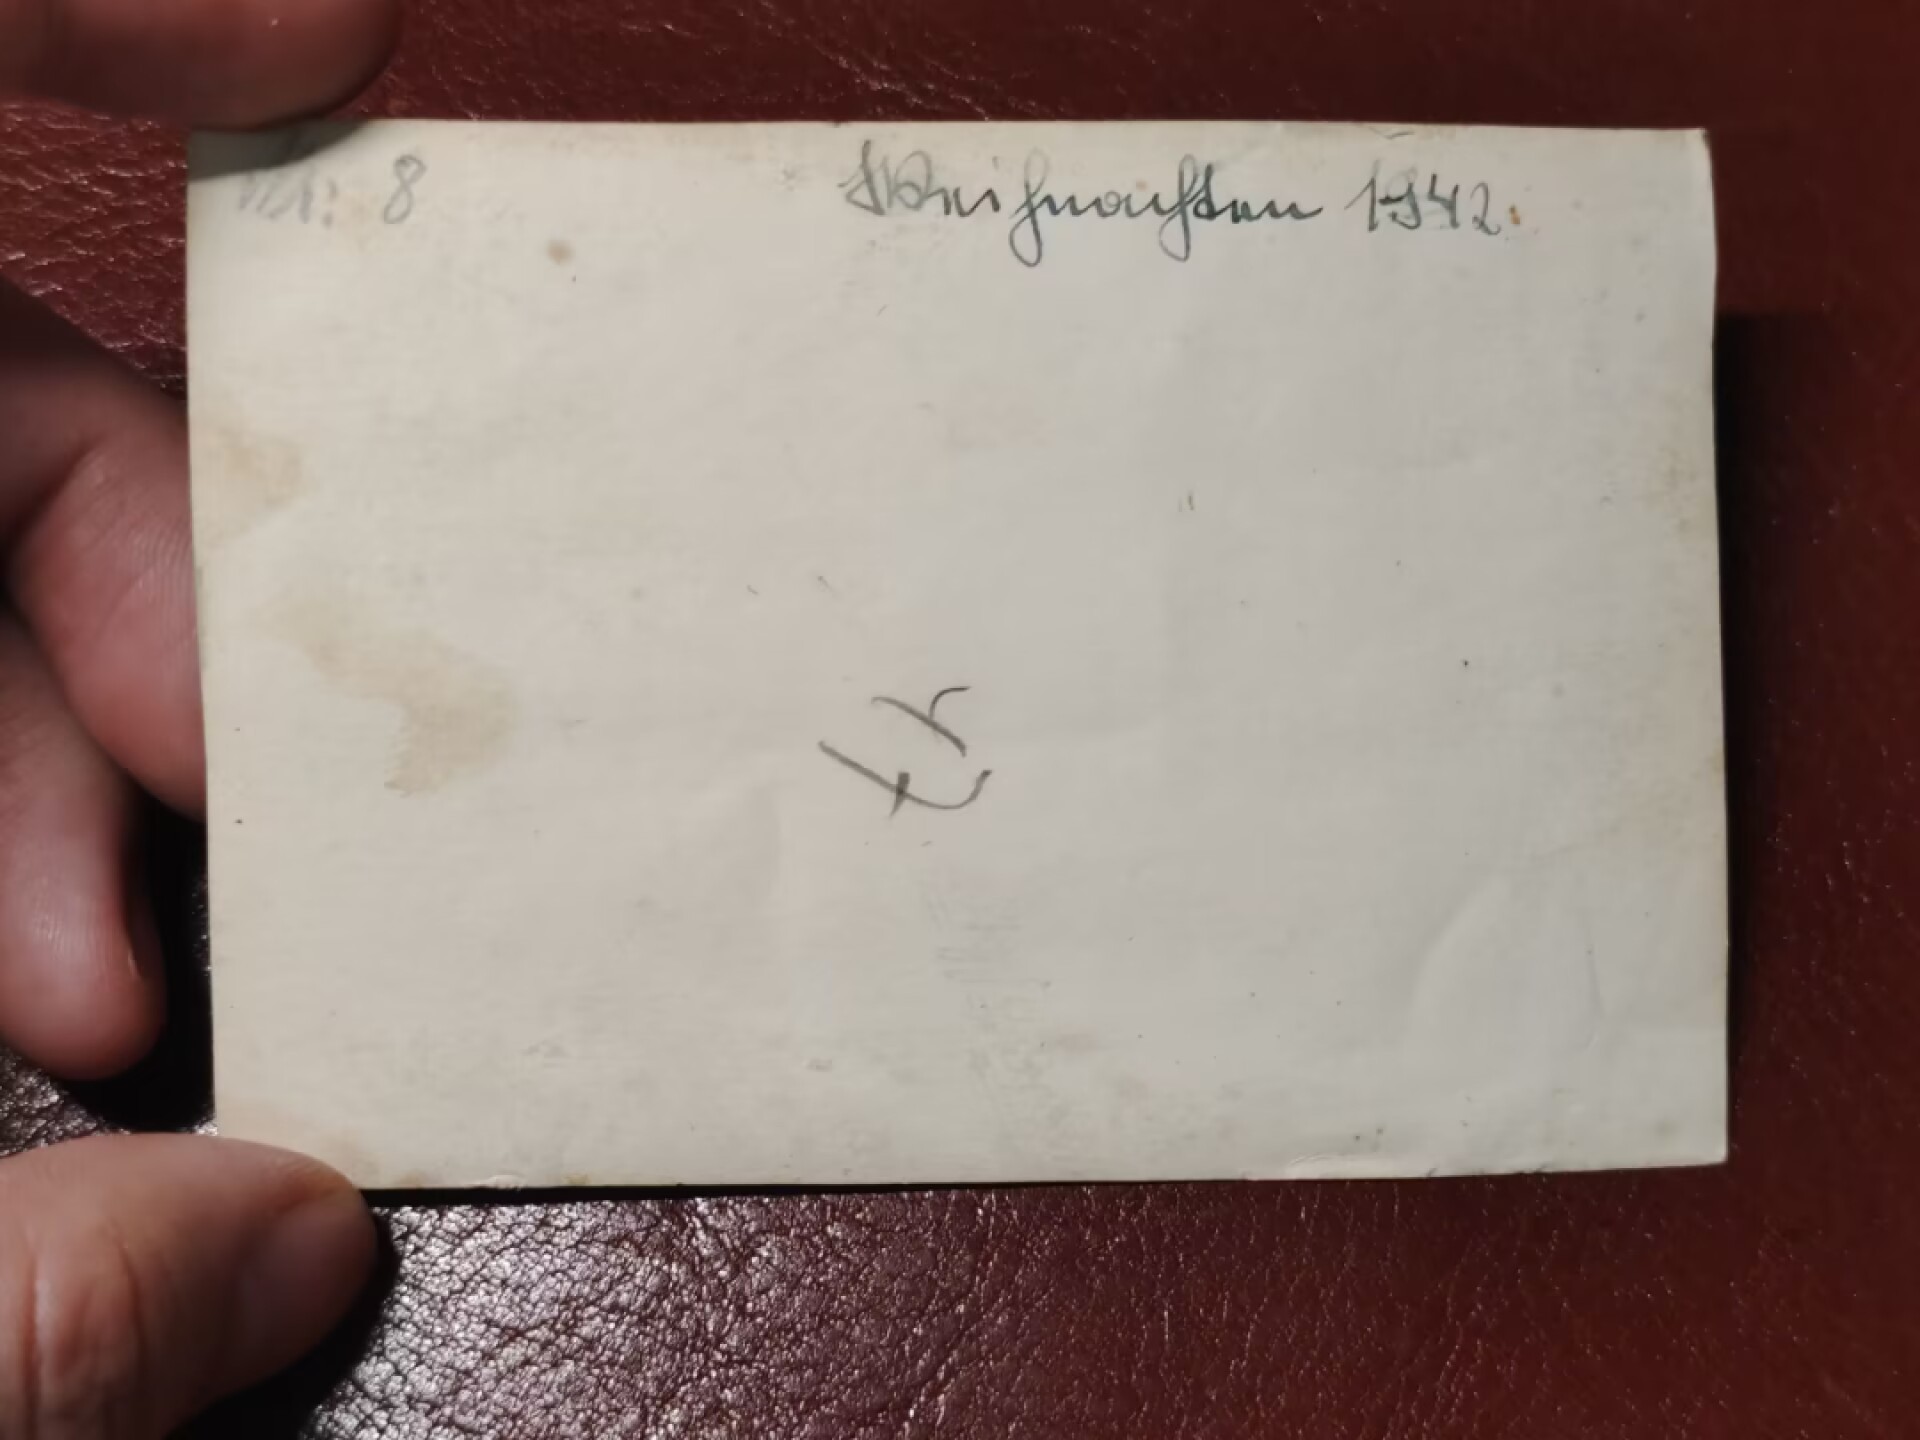 Nr: 8
Weihnachten 1942.